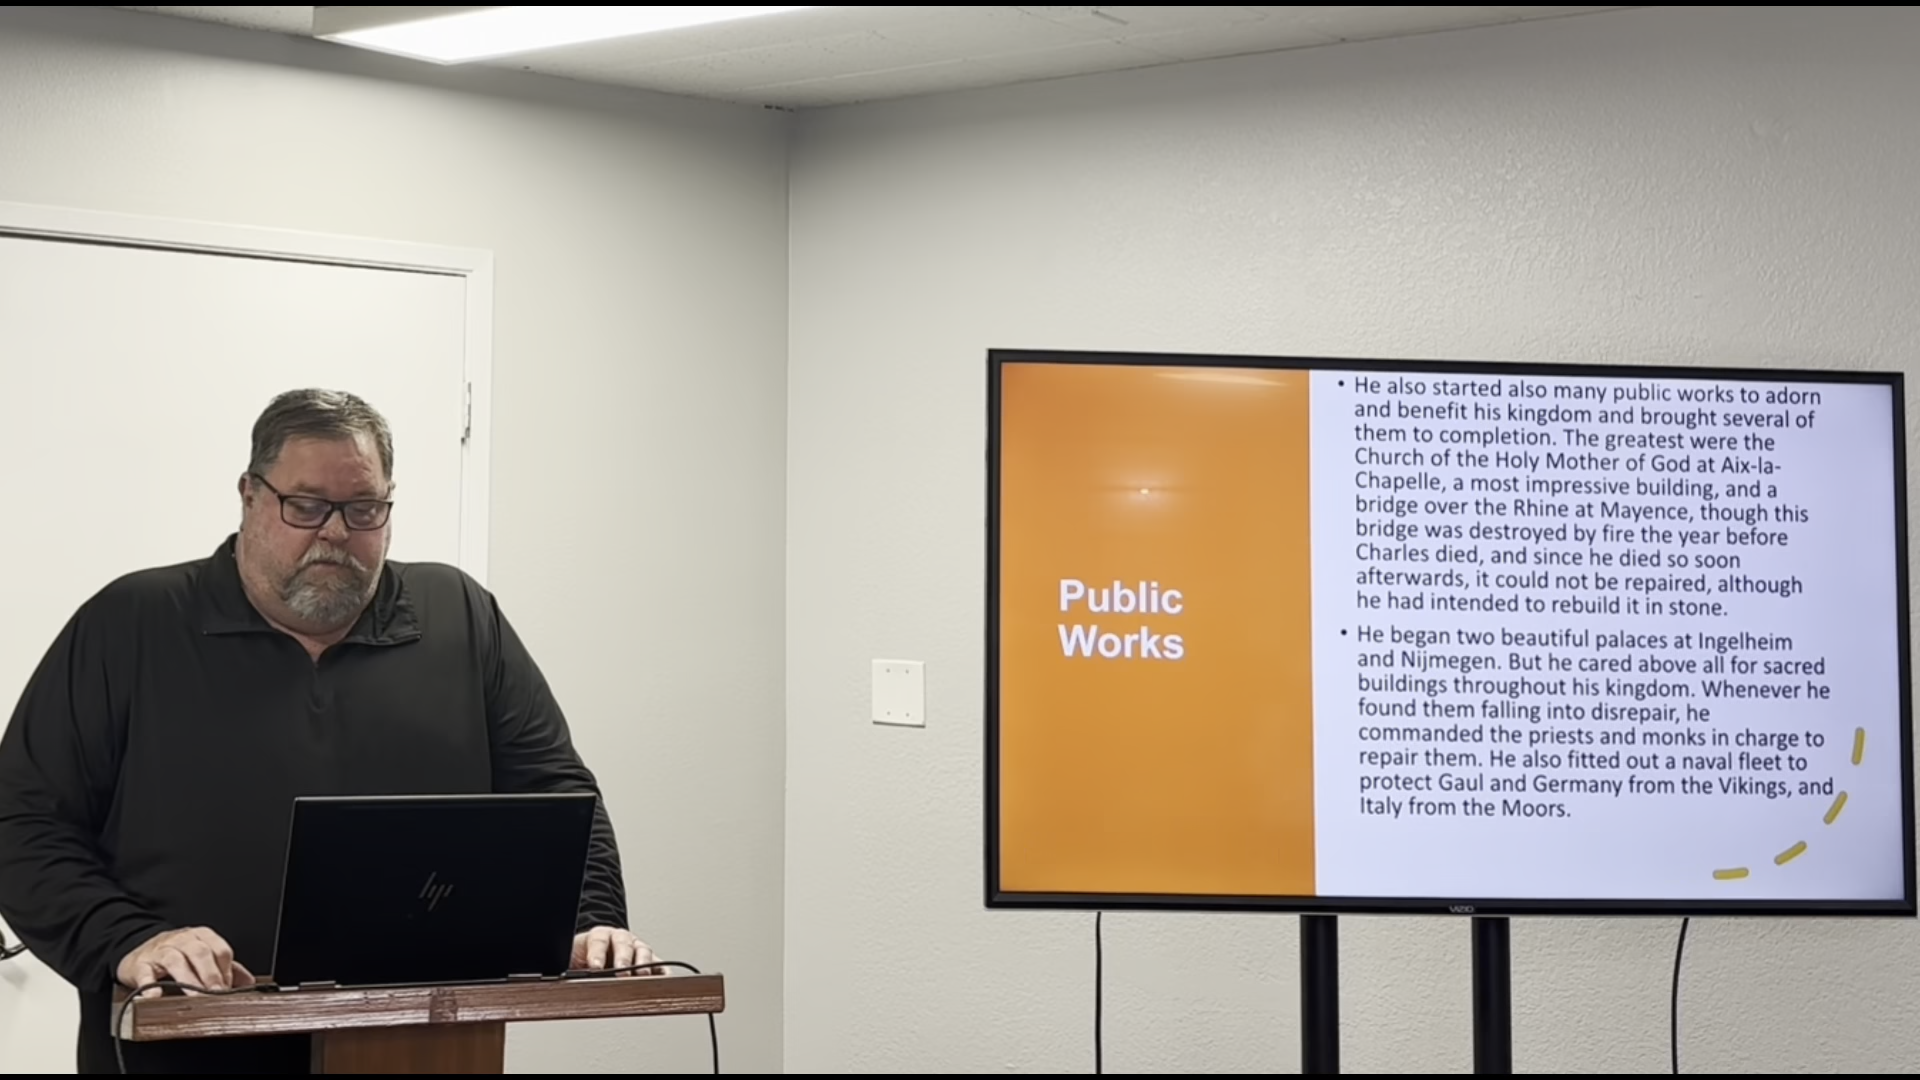 Public
Works
• He also started also many public works to adorn
and benefit his kingdom and brought several of
them to completion. The greatest were the
Church of the Holy Mother of God at Aix-la-
Chapelle, a most impressive building, and a
bridge over the Rhine at Mayence, though this
bridge was destroyed by fire the year before
Charles died, and since he died so soon
afterwards, it could not be repaired, although
he had intended to rebuild it in stone.
• He began two beautiful palaces at Ingelheim
and Nijmegen. But he cared above all for sacred
buildings throughout his kingdom. Whenever he
found them falling into disrepair, he
commanded the priests and monks in charge to
repair them. He also fitted out a naval fleet to
protect Gaul and Germany from the Vikings, and
Italy from the Moors.
VIZIO
hp